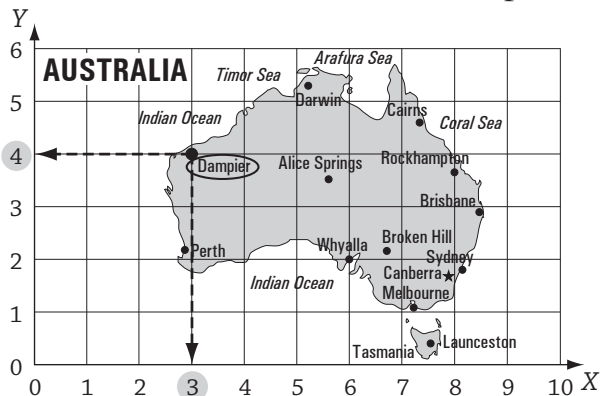 Y
6
AUSTRALIA
Arafura Sea
Timor Sea
5
Darwin
Indian Ocean
Cairns
Coral Sea
4
Dampier
Alice Springs
Rockhampton
3
Brisbane
Perth
Whyalla
Broken Hill
2
Sydney
Indian Ocean
Canberra
Melbourne
1
Tasmania
Launceston
0
0 1 2 3 4 5 6 7 8 9 10 X